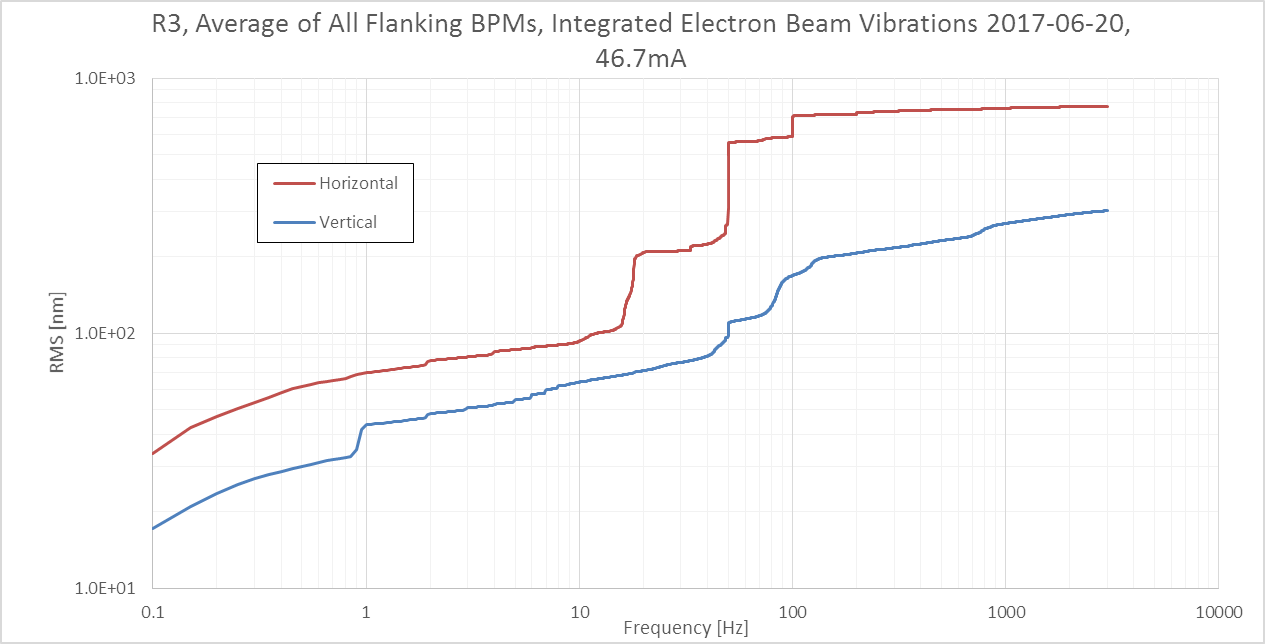 R3, Average of All Flanking BPMs, Integrated Electron Beam Vibrations 2017-06-20,
46.7mA
1.0E+03
Horizontal
Vertical
RMS [nm]
1.0E+02
1.0E+01
0.1
1
10
100
1000
10000
Frequency [Hz]